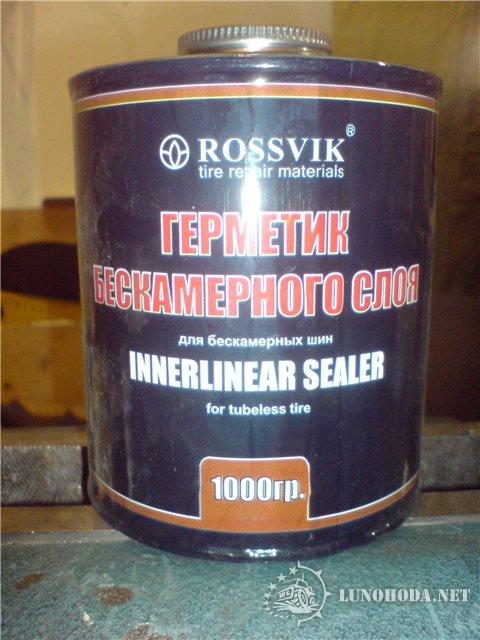 ROSSVIK®
tire repair materials
ГЕРМЕТИК
БЕСКАМЕРНОГО СЛОЯ
для бескамерных шин
INNERLINEAR SEALER
for tubeless tire
1000гр.
LUNOHODA.NET